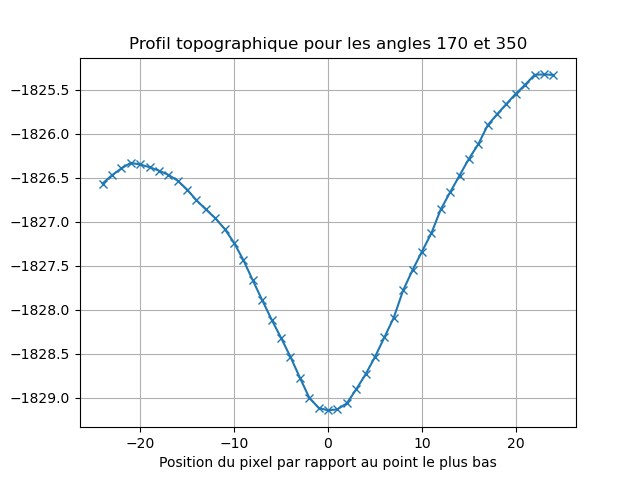 Profil topographique pour les angles 170 et 350
−1825.5
−1826.0
−1826.5
−1827.0
−1827.5
−1828.0
−1828.5
−1829.0
−20 −10 0 10 20
Position du pixel par rapport au point le plus bas